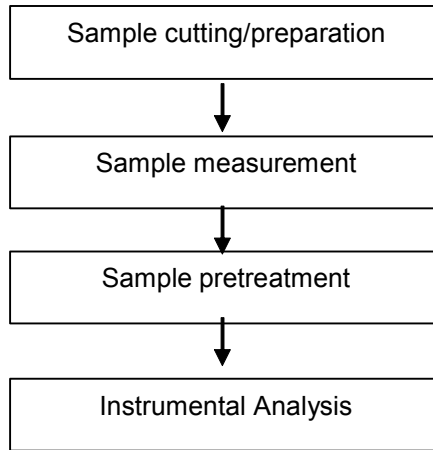 Sample cutting/preparation
Sample measurement
Sample pretreatment
Instrumental Analysis